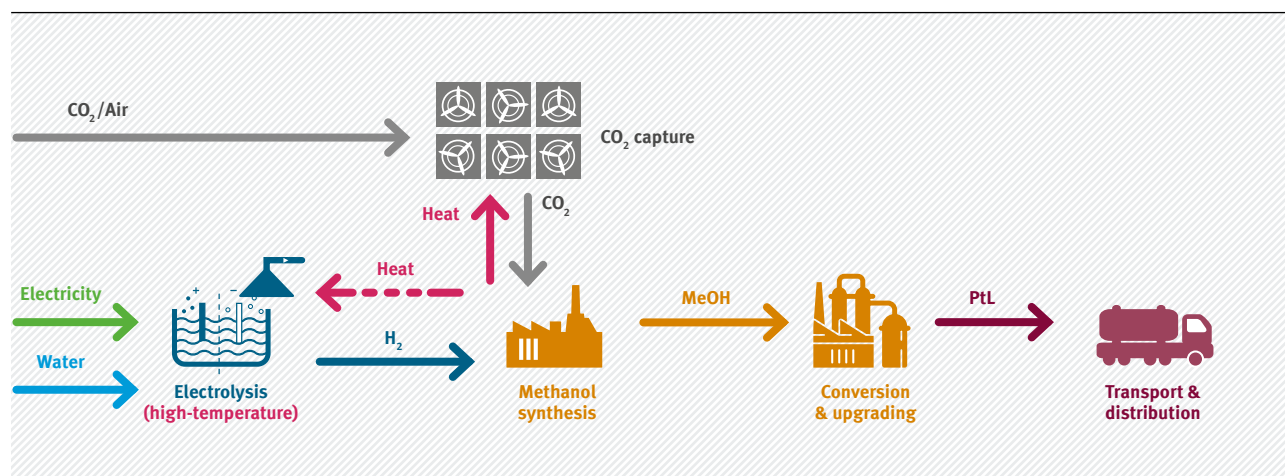 CO₂/Air
CO₂ capture
CO₂
Heat
Heat
Electricity
Water
+ −
H₂
MeOH
PtL
Electrolysis
(high-temperature)
Methanol
synthesis
Conversion
& upgrading
Transport &
distribution